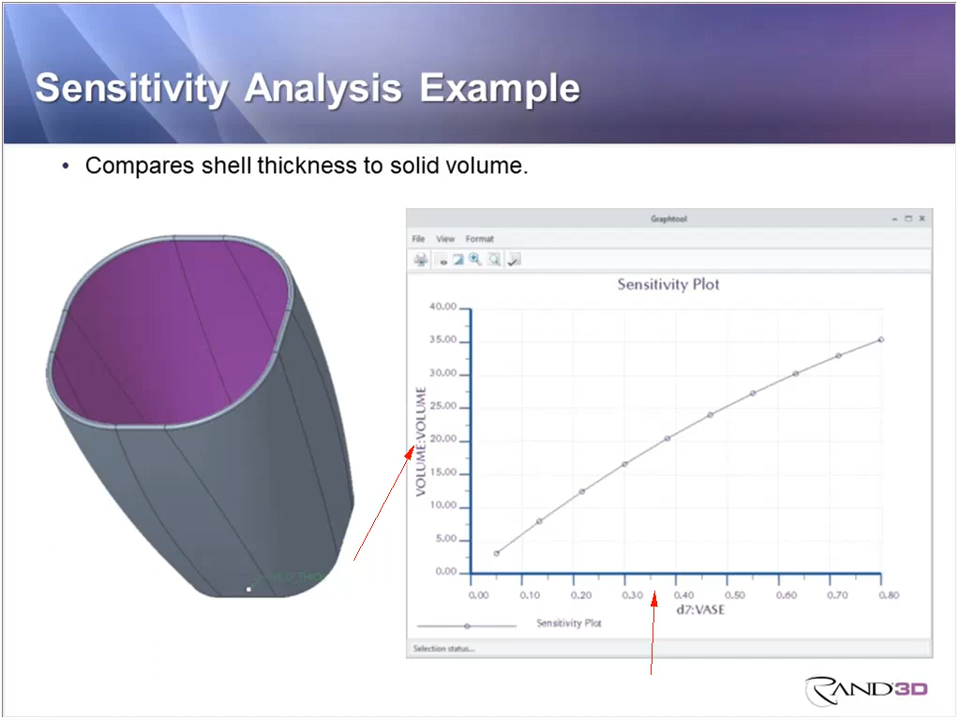 Sensitivity Analysis Example
• Compares shell thickness to solid volume.
Graphtool
File View Format
Sensitivity Plot
40.00
35.00
30.00
25.00
20.00
15.00
10.00
5.00
0.00
VOLUME:VOLUME
0.00 0.10 0.20 0.30 0.40 0.50 0.60 0.70 0.80
d7:VASE
Sensitivity Plot
Selection status...
RAND3D